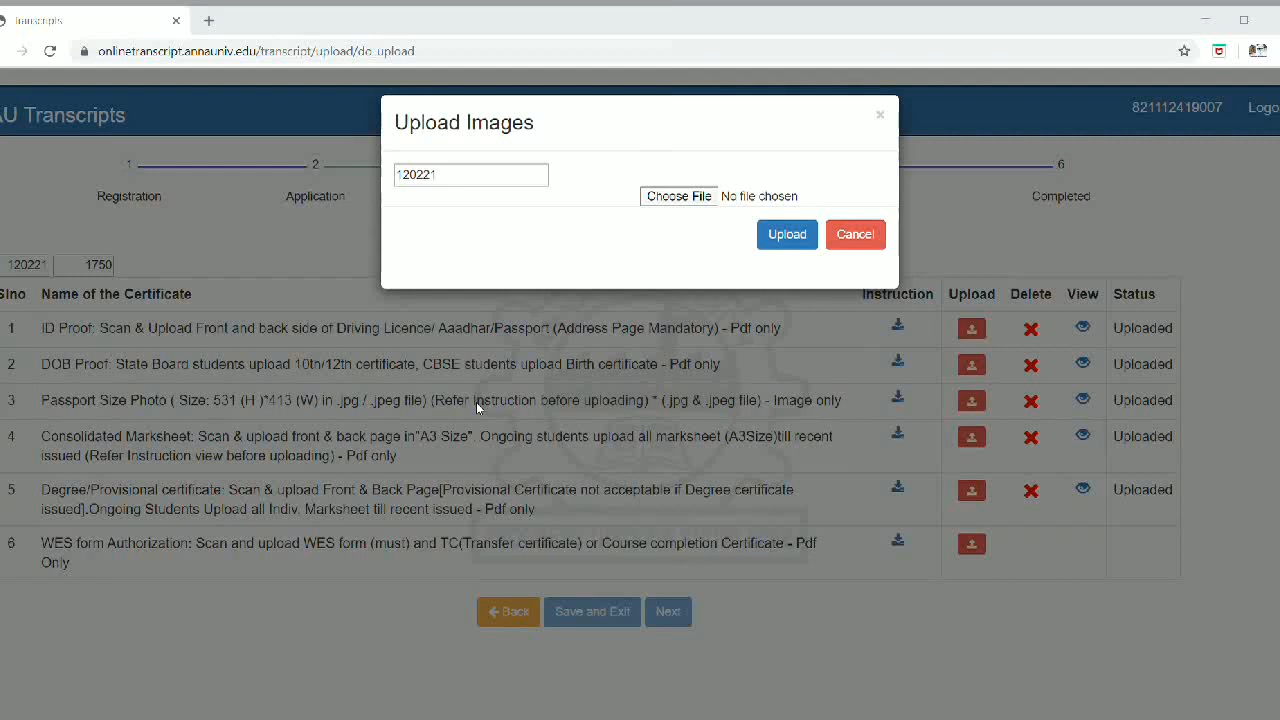 Transcripts
onlinetranscript.annauniv.edu/transcript/upload/do_upload
AU Transcripts
821112419007
Logo
Upload Images
×
120221
Choose File No file chosen
Upload
Cancel
1
2
6
Registration
Application
Completed
120221
1750
Slno Name of the Certificate Instruction Upload Delete View Status
1 ID Proof: Scan & Upload Front and back side of Driving Licence/ Aaadhar/Passport (Address Page Mandatory) - Pdf only Uploaded
2 DOB Proof: State Board students upload 10th/12th certificate, CBSE students upload Birth certificate - Pdf only Uploaded
3 Passport Size Photo ( Size: 531 (H )*413 (W) in .jpg / .jpeg file) (Refer Instruction before uploading) * (.jpg & .jpeg file) - Image only Uploaded
4 Consolidated Marksheet: Scan & upload front & back page in"A3 Size". Ongoing students upload all marksheet (A3Size)till recent
issued (Refer Instruction view before uploading) - Pdf only Uploaded
5 Degree/Provisional certificate: Scan & upload Front & Back Page[Provisional Certificate not acceptable if Degree certificate
issued].Ongoing Students Upload all Indiv. Marksheet till recent issued - Pdf only Uploaded
6 WES form Authorization: Scan and upload WES form (must) and TC(Transfer certificate) or Course completion Certificate - Pdf
Only
Back
Save and Exit
Next